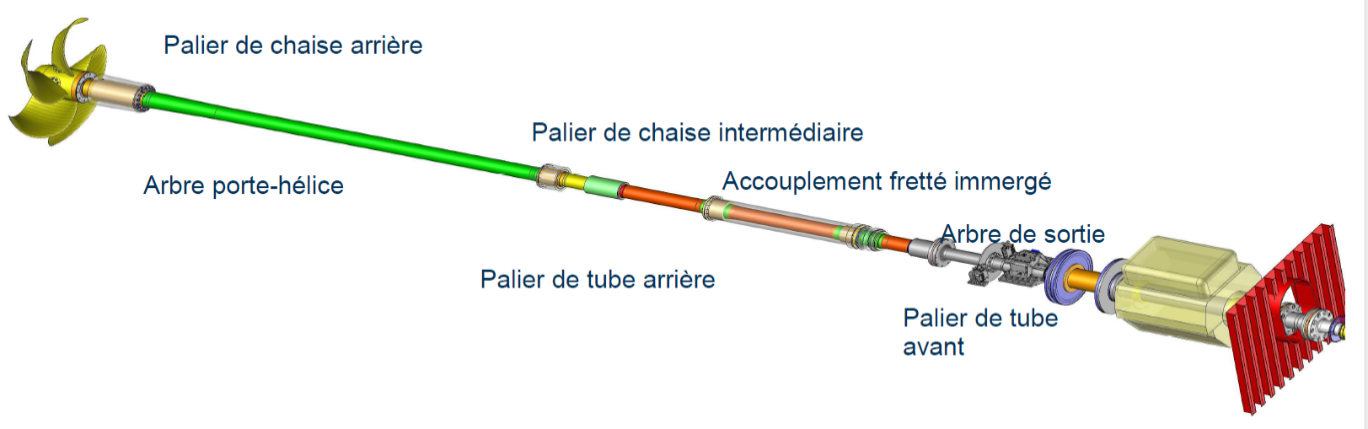 Palier de chaise arrière
Palier de chaise intermédiaire
Arbre porte-hélice
Accouplement fretté immergé
Arbre de sortie
Palier de tube arrière
Palier de tube
avant